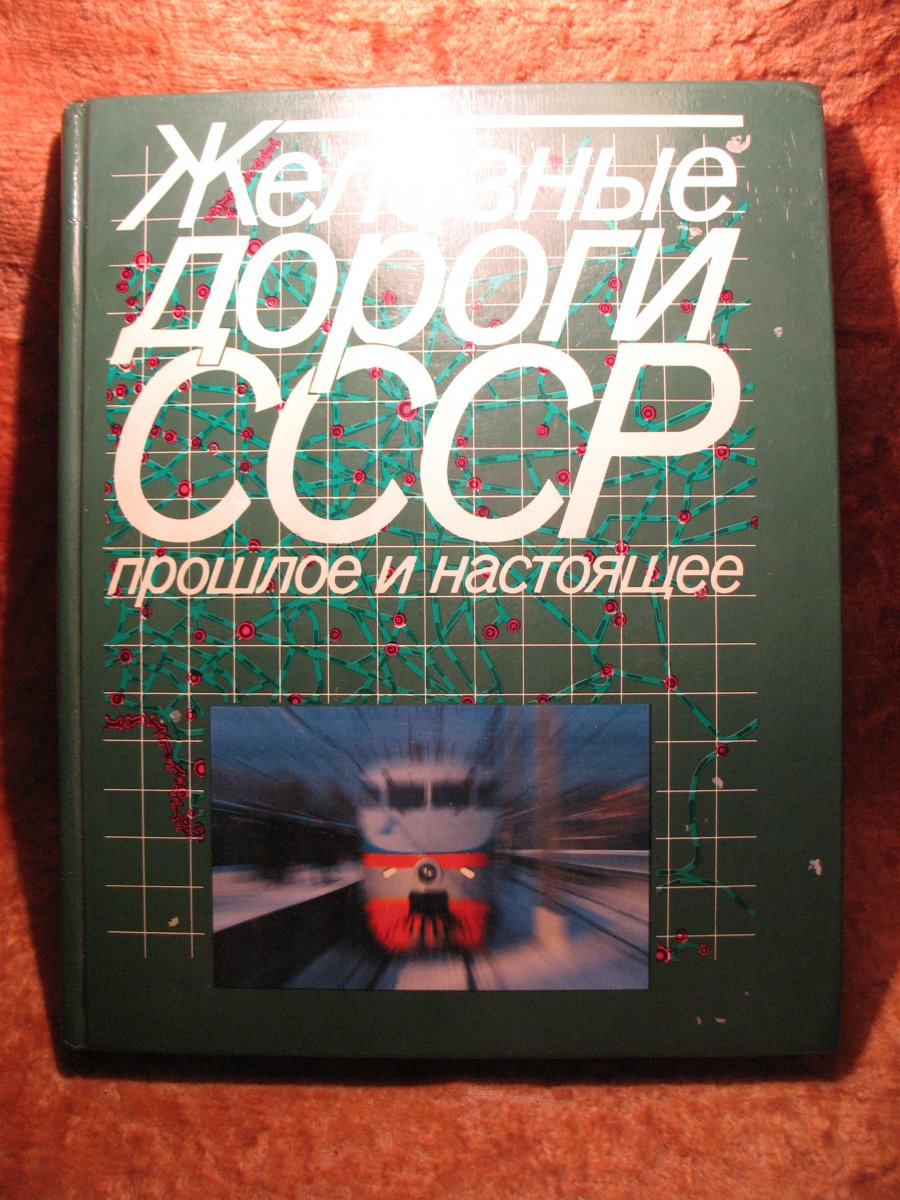 Железные
дороги
СССР
прошлое и настоящее